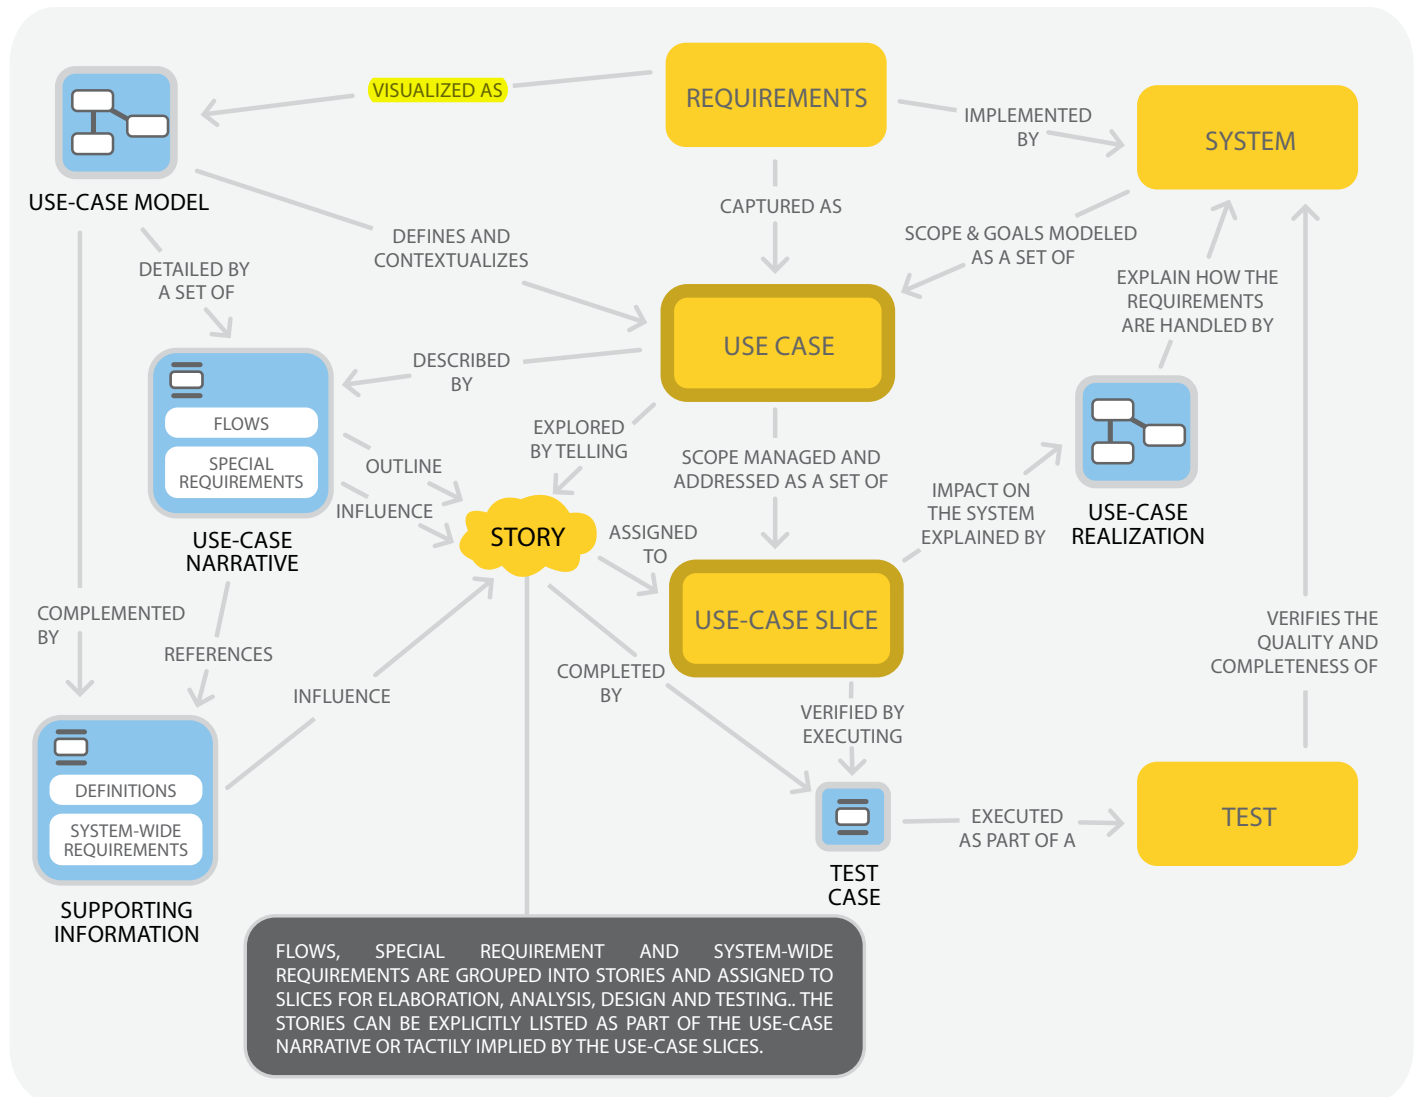 REQUIREMENTS
VISUALIZED AS
IMPLEMENTED
BY
SYSTEM
USE-CASE MODEL
CAPTURED AS
DEFINES AND
CONTEXTUALIZES
SCOPE & GOALS MODELED
AS A SET OF
DETAILED BY
A SET OF
EXPLAIN HOW THE
REQUIREMENTS
ARE HANDLED BY
USE CASE
DESCRIBED
BY
FLOWS
SPECIAL
REQUIREMENTS
USE-CASE
NARRATIVE
OUTLINE
INFLUENCE
EXPLORED
BY TELLING
SCOPE MANAGED AND
ADDRESSED AS A SET OF
IMPACT ON
THE SYSTEM
EXPLAINED BY
USE-CASE
REALIZATION
STORY
ASSIGNED
TO
USE-CASE SLICE
COMPLEMENTED
BY
REFERENCES
INFLUENCE
COMPLETED
BY
VERIFIED BY
EXECUTING
VERIFIES THE
QUALITY AND
COMPLETENESS OF
DEFINITIONS
SYSTEM-WIDE
REQUIREMENTS
SUPPORTING
INFORMATION
TEST
CASE
EXECUTED
AS PART OF A
TEST
FLOWS, SPECIAL REQUIREMENT AND SYSTEM-WIDE
REQUIREMENTS ARE GROUPED INTO STORIES AND ASSIGNED TO
SLICES FOR ELABORATION, ANALYSIS, DESIGN AND TESTING.. THE
STORIES CAN BE EXPLICITLY LISTED AS PART OF THE USE-CASE
NARRATIVE OR TACTILY IMPLIED BY THE USE-CASE SLICES.